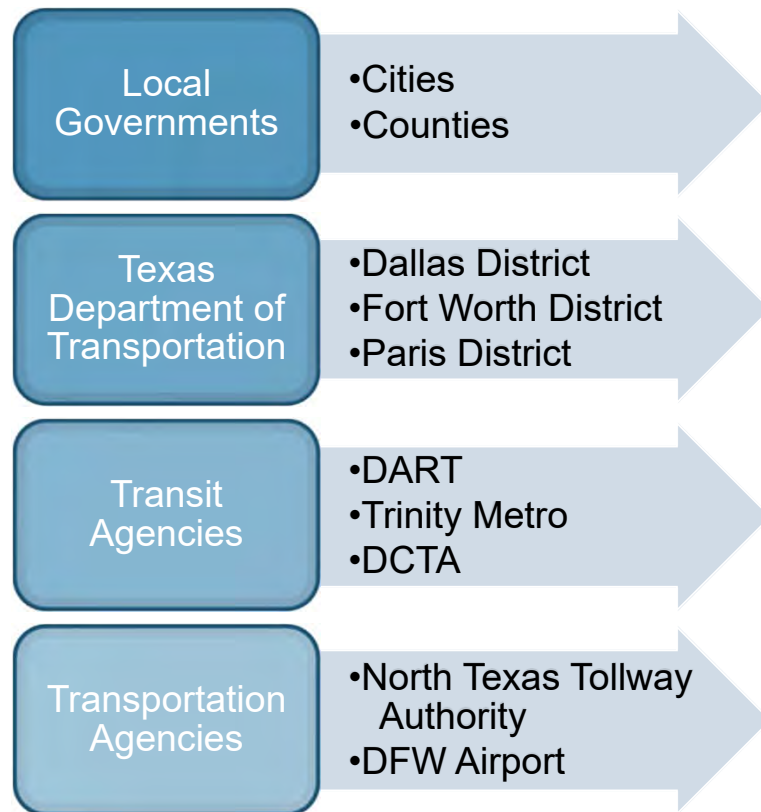 Local
Governments
•Cities
•Counties
Texas
Department of
Transportation
•Dallas District
•Fort Worth District
•Paris District
Transit
Agencies
•DART
•Trinity Metro
•DCTA
Transportation
Agencies
•North Texas Tollway
Authority
•DFW Airport